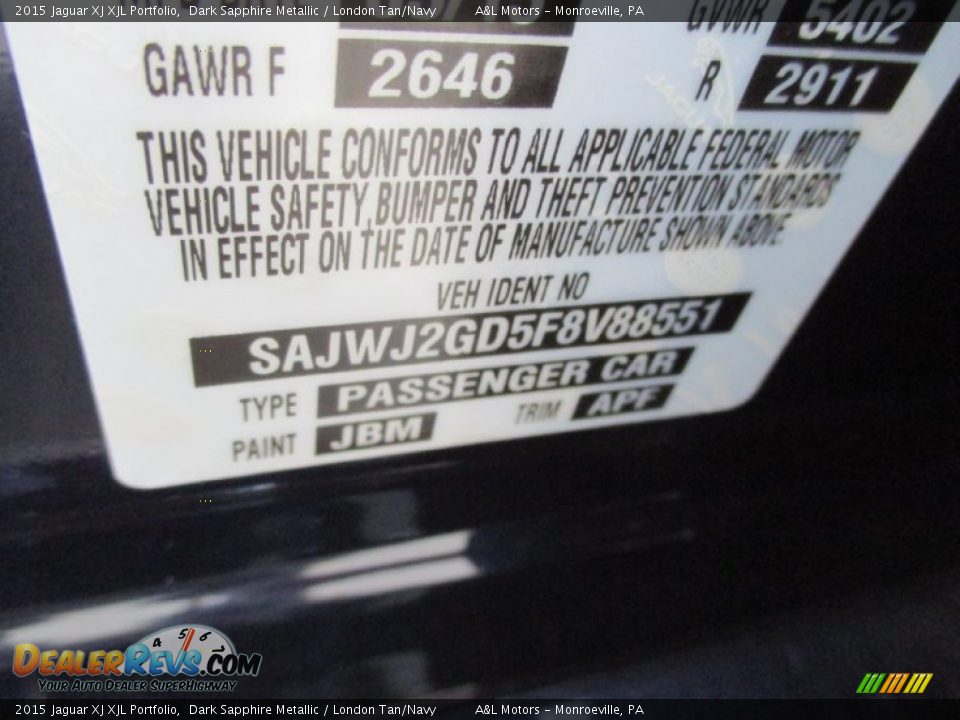 2015 Jaguar XJ XJL Portfolio, Dark Sapphire Metallic / London Tan/Navy A&L Motors - Monroeville, PA
GVWR 5402
GAWR F 2646 R 2911
THIS VEHICLE CONFORMS TO ALL APPLICABLE FEDERAL MOTOR
VEHICLE SAFETY, BUMPER AND THEFT PREVENTION STANDARDS
IN EFFECT ON THE DATE OF MANUFACTURE SHOWN ABOVE
VEH IDENT NO
SAJWJ2GD5F8V88551
TYPE PASSENGER CAR
PAINT JBM TRIM APF
4 5 6
DEALERREVS.COM
YOUR AUTO DEALER SUPERHIGHWAY
2015 Jaguar XJ XJL Portfolio, Dark Sapphire Metallic / London Tan/Navy A&L Motors - Monroeville, PA